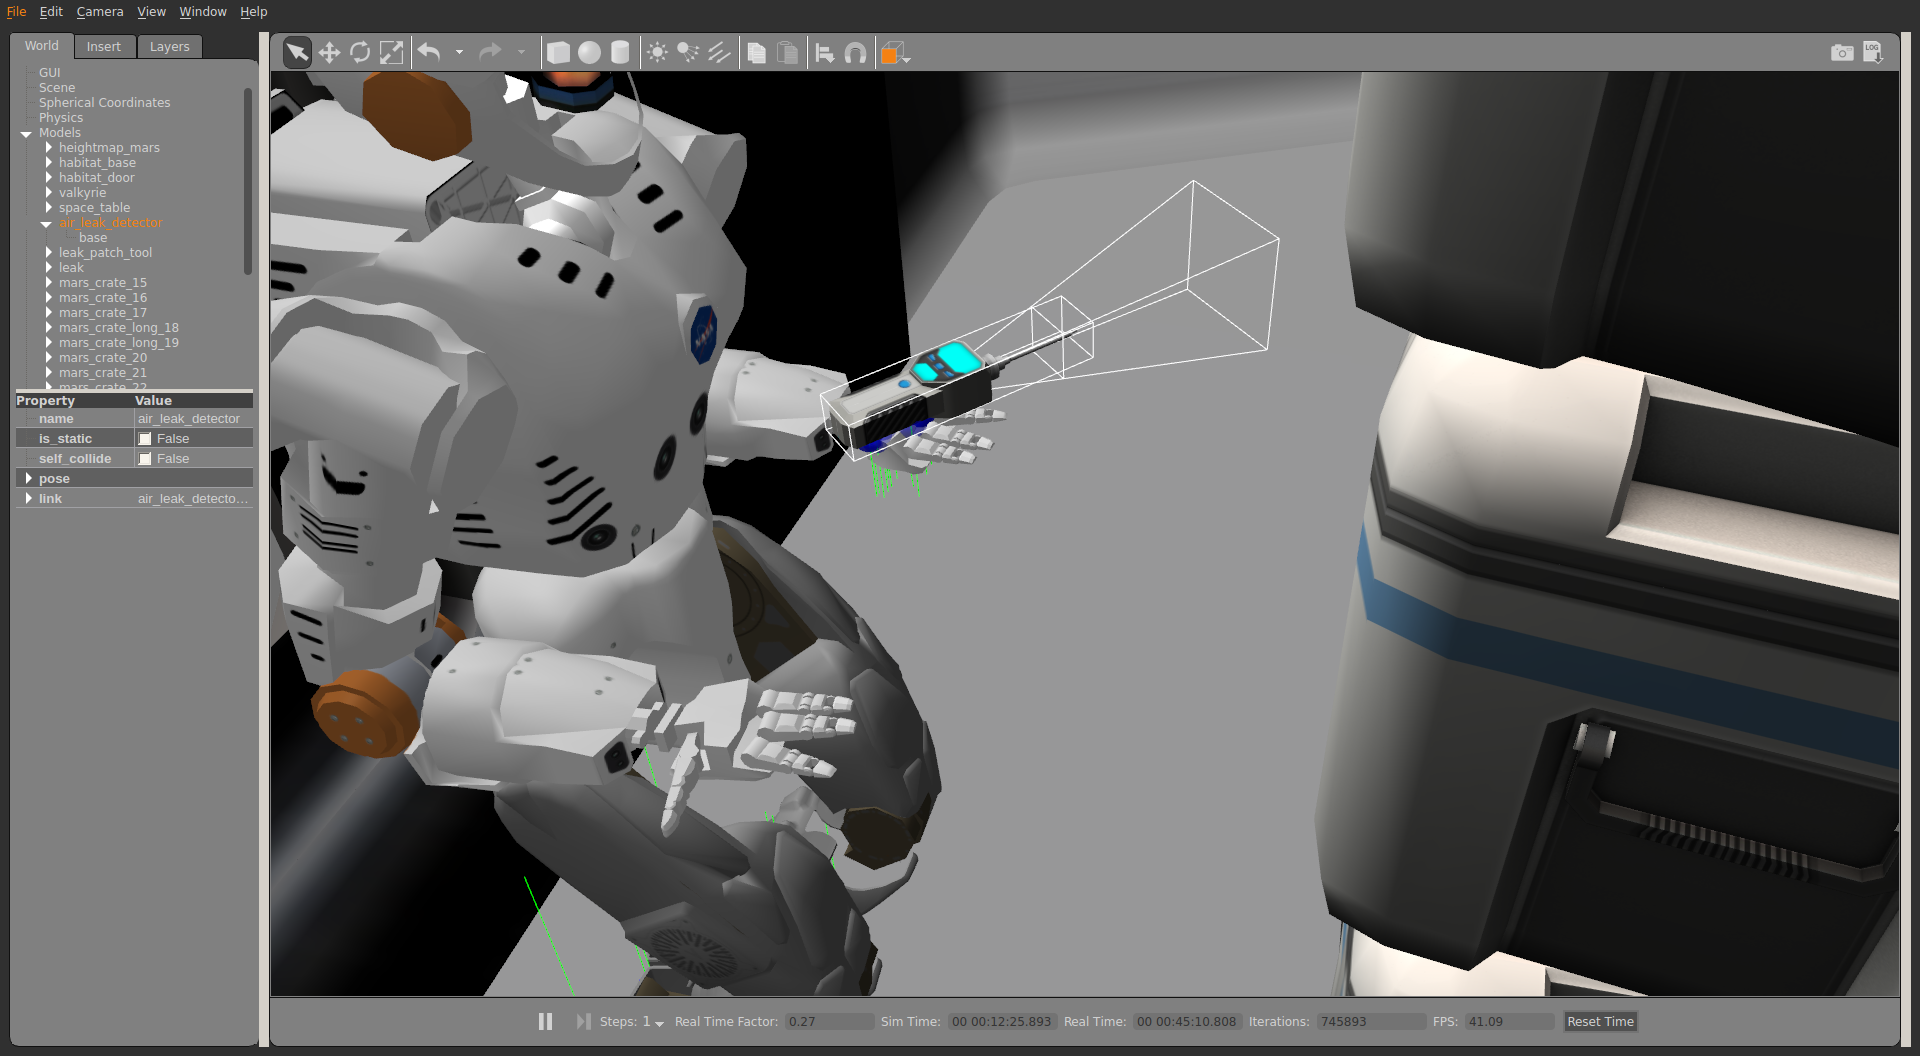 File Edit Camera View Window Help
World Insert Layers
GUI
Scene
Spherical Coordinates
Physics
Models
heightmap_mars
habitat_base
habitat_door
valkyrie
space_table
air_leak_detector
base
leak_patch_tool
leak
mars_crate_15
mars_crate_16
mars_crate_17
mars_crate_long_18
mars_crate_long_19
mars_crate_20
mars_crate_21
mars_crate_22
Property Value
name air_leak_detector
is_static False
self_collide False
pose
link air_leak_detecto...
LOG
NASA
Steps: 1 Real Time Factor: 0.27 Sim Time: 00 00:12:25.893 Real Time: 00 00:45:10.808 Iterations: 745893 FPS: 41.09 Reset Time